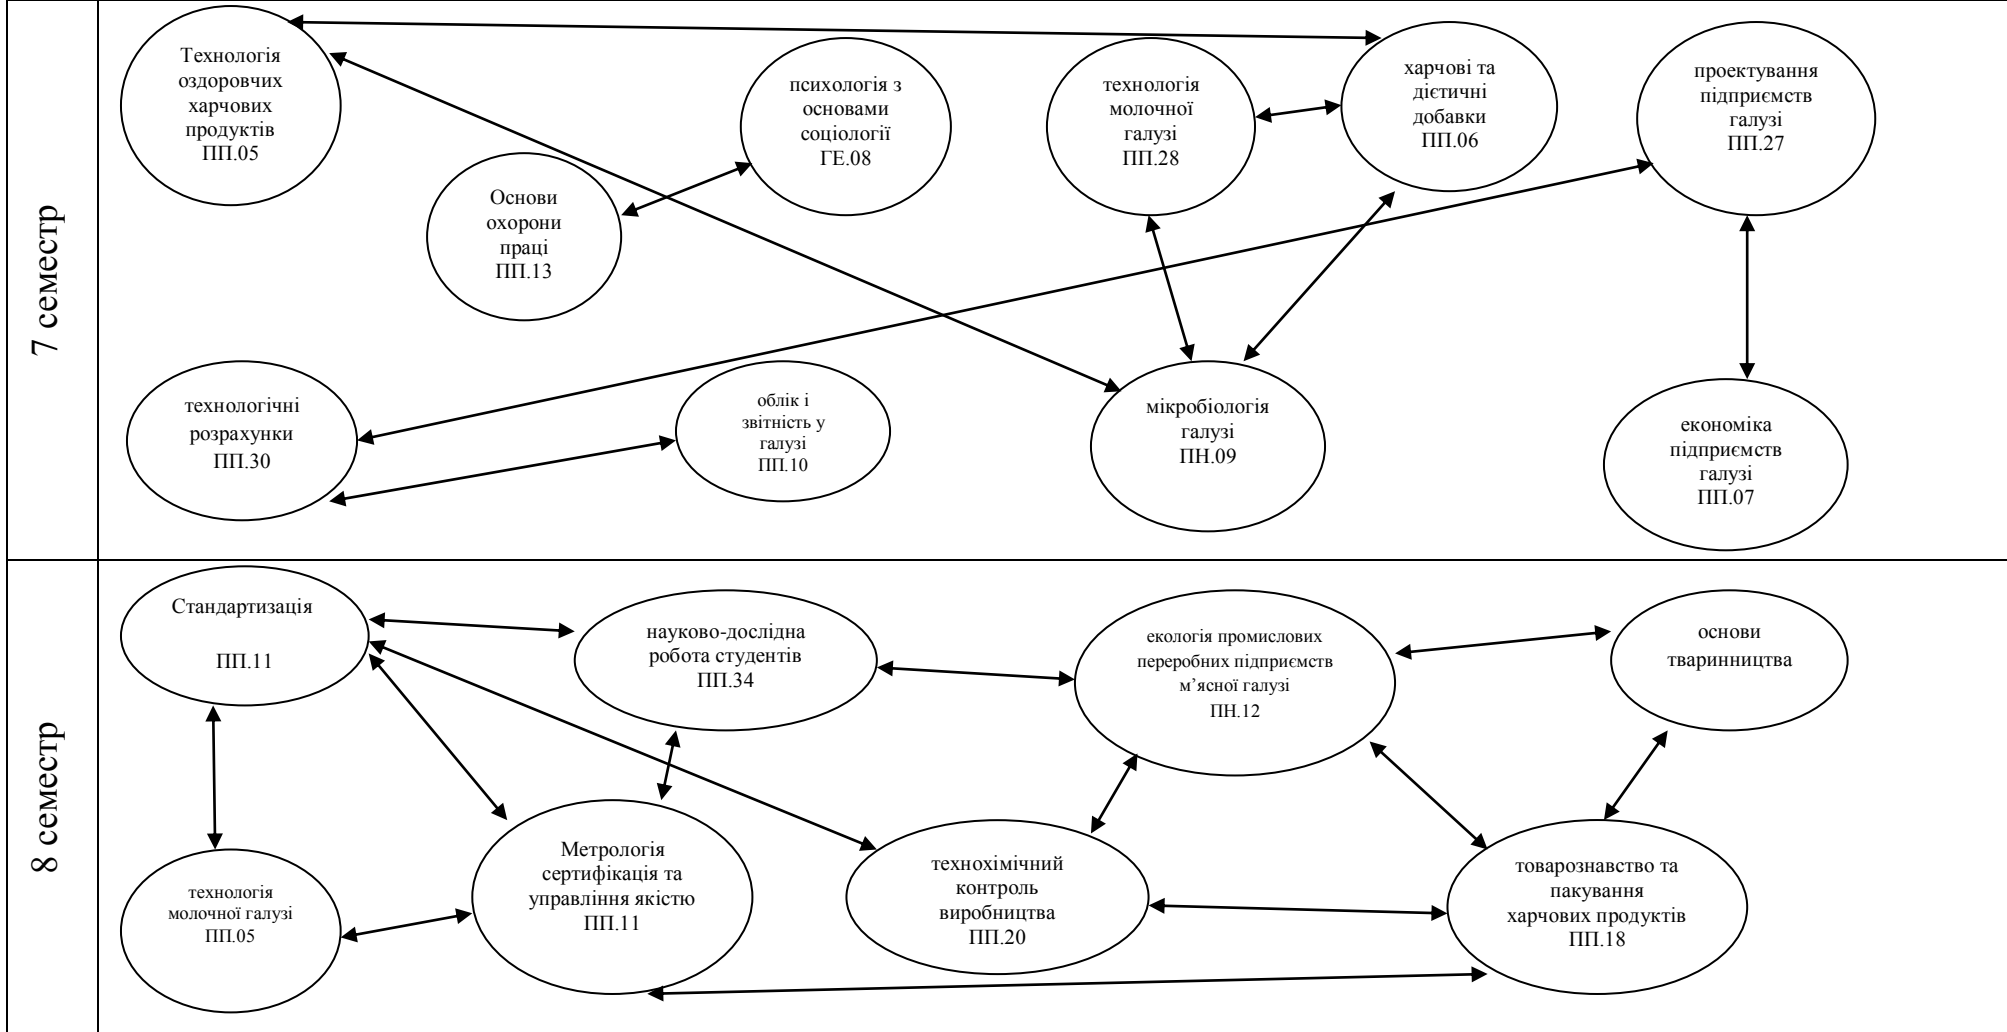 7 семестр
Технологія
оздоровчих
харчових
продуктів
ПП.05
Основи
охорони
праці
ПП.13
психологія з
основами
соціології
ГЕ.08
технологія
молочної
галузі
ПП.28
харчові та
дієтичні
добавки
ПП.06
проектування
підприємств
галузі
ПП.27
технологічні
розрахунки
ПП.30
облік і
звітність у
галузі
ПП.10
мікробіологія
галузі
ПН.09
економіка
підприємств
галузі
ПП.07
8 семестр
Стандартизація
ПП.11
науково-дослідна
робота студентів
ПП.34
екологія промислових
переробних підприємств
м’ясної галузі
ПН.12
основи
тваринництва
технологія
молочної галузі
ПП.05
Метрологія
сертифікація та
управління якістю
ПП.11
технохімічний
контроль
виробництва
ПП.20
товарознавство та
пакування
харчових продуктів
ПП.18